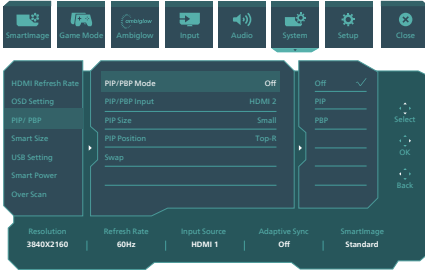 ambiglow
SmartImage
Game Mode
Ambiglow
Input
Audio
System
Setup
Close
HDMI Refresh Rate
OSD Setting
PIP/ PBP
Smart Size
USB Setting
Smart Power
Over Scan
PIP/PBP Mode Off
PIP/PBP Input HDMI 2
PIP Size Small
PIP Position Top-R
Swap
Off
PIP
PBP
Select
OK
Back
Resolution
3840X2160
Refresh Rate
60Hz
Input Source
HDMI 1
Adaptive Sync
Off
SmartImage
Standard